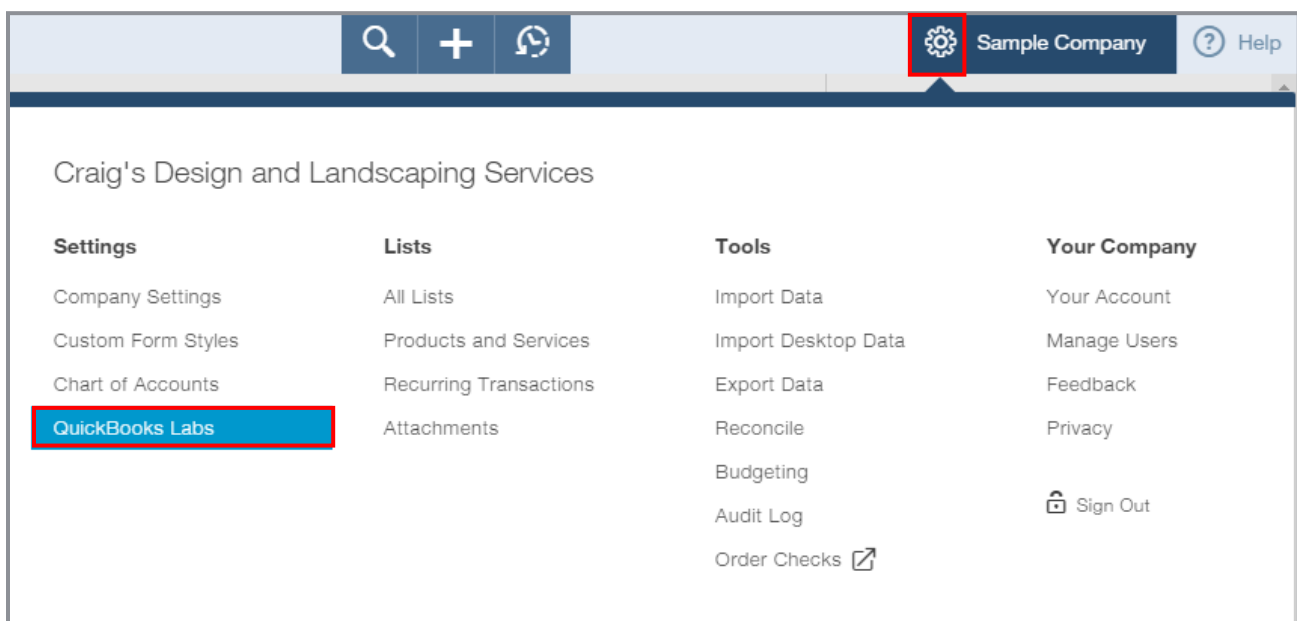 Sample Company
? Help
Craig's Design and Landscaping Services
Settings
Company Settings
Custom Form Styles
Chart of Accounts
QuickBooks Labs
Lists
All Lists
Products and Services
Recurring Transactions
Attachments
Tools
Import Data
Import Desktop Data
Export Data
Reconcile
Budgeting
Audit Log
Order Checks
Your Company
Your Account
Manage Users
Feedback
Privacy
Sign Out